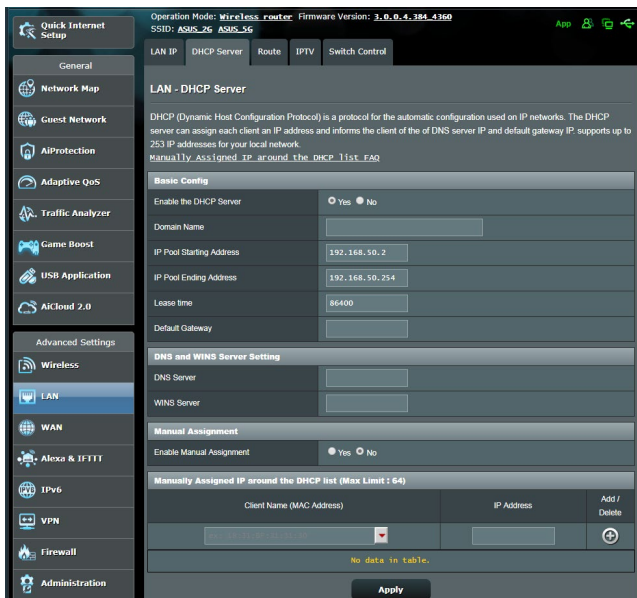 Quick Internet
Setup
General
Network Map
Guest Network
AiProtection
Adaptive QoS
Traffic Analyzer
Game Boost
USB Application
AiCloud 2.0
Advanced Settings
Wireless
LAN
WAN
Alexa & IFTTT
IPv6
VPN
Firewall
Administration
Operation Mode: Wireless router Firmware Version: 3.0.0.4.384_4360
SSID: ASUS_2G ASUS_5G
App
LAN IP DHCP Server Route IPTV Switch Control
LAN - DHCP Server
DHCP (Dynamic Host Configuration Protocol) is a protocol for the automatic configuration used on IP networks. The DHCP
server can assign each client an IP address and informs the client of the of DNS server IP and default gateway IP. supports up to
253 IP addresses for your local network.
Manually Assigned IP around the DHCP list FAQ
Basic Config
Enable the DHCP Server Yes No
Domain Name
IP Pool Starting Address 192.168.50.2
IP Pool Ending Address 192.168.50.254
Lease time 86400
Default Gateway
DNS and WINS Server Setting
DNS Server
WINS Server
Manual Assignment
Enable Manual Assignment Yes No
Manually Assigned IP around the DHCP list (Max Limit : 64)
Client Name (MAC Address) IP Address Add /
Delete
No data in table.
Apply